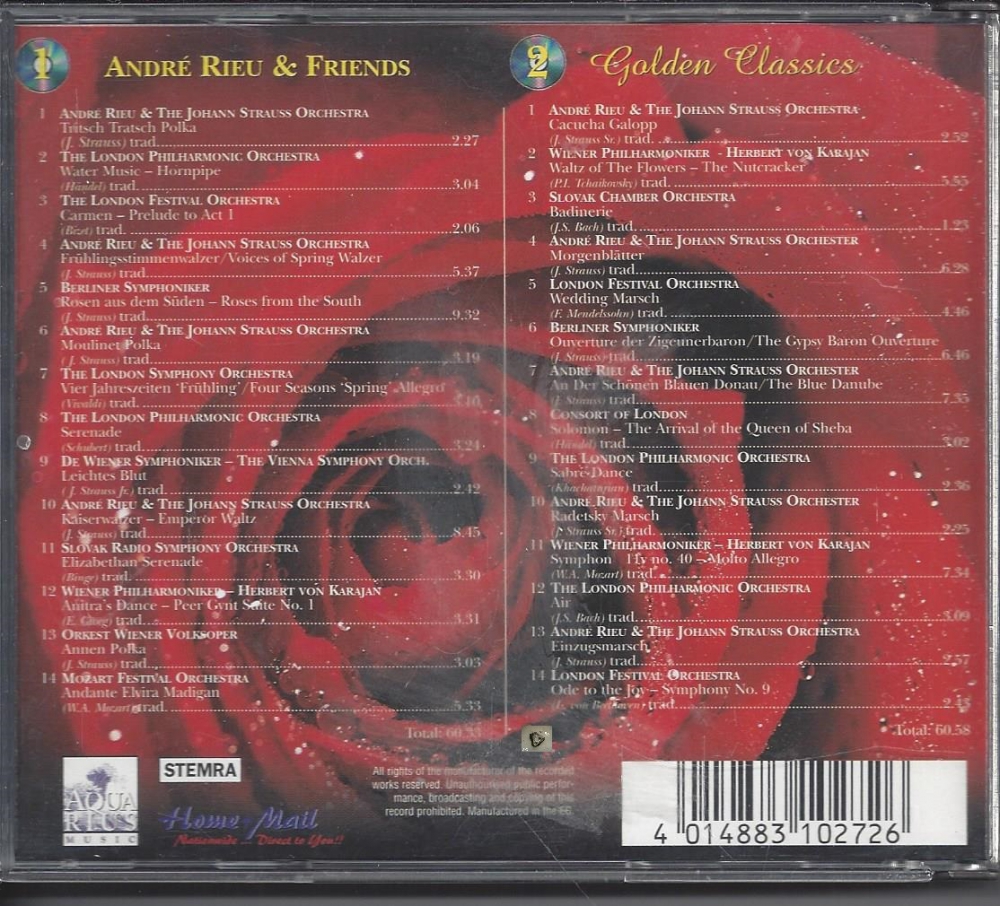 1
ANDRÉ RIEU & FRIENDS
1 ANDRÉ RIEU & THE JOHANN STRAUSS ORCHESTRA
Tritsch Tratsch Polka
(J. Strauss) trad. 2.27
2 THE LONDON PHILHARMONIC ORCHESTRA
Water Music – Hornpipe
(Händel) trad. 3.04
3 THE LONDON FESTIVAL ORCHESTRA
Carmen – Prelude to Act 1
(Bizet) trad. 2.06
4 ANDRÉ RIEU & THE JOHANN STRAUSS ORCHESTRA
Frühlingsstimmenwalzer/Voices of Spring Walzer
(J. Strauss) trad. 5.37
5 BERLINER SYMPHONIKER
Rosen aus dem Süden – Roses from the South
(J. Strauss) trad. 9.32
6 ANDRÉ RIEU & THE JOHANN STRAUSS ORCHESTRA
Moulinet Polka
(J. Strauss) trad. 3.19
7 THE LONDON SYMPHONY ORCHESTRA
Vier Jahreszeiten 'Frühling'/Four Seasons 'Spring' Allegro
(Vivaldi) trad.
8 THE LONDON PHILHARMONIC ORCHESTRA
Serenade
(Schubert) trad. 3.24
9 DE WIENER SYMPHONIKER – THE VIENNA SYMPHONY ORCH.
Leichtes Blut
(J. Strauss Jr.) trad. 2.42
10 ANDRÉ RIEU & THE JOHANN STRAUSS ORCHESTRA
Kaiserwalzer – Emperor Waltz
(J. Strauss) trad. 8.45
11 SLOVAK RADIO SYMPHONY ORCHESTRA
Elizabethan Serenade
(Binge) trad. 3.30
12 WIENER PHILHARMONIKER – HERBERT VON KARAJAN
Anitra's Dance – Peer Gynt Suite No. 1
(E. Grieg) trad. 3.31
13 ORKEST WIENER VOLKSOPER
Annen Polka
(J. Strauss) trad. 3.03
14 MOZART FESTIVAL ORCHESTRA
Andante Elvira Madigan
(W.A. Mozart) trad. 5.33
Total: 60.33
2
Golden Classics
1 ANDRÉ RIEU & THE JOHANN STRAUSS ORCHESTRA
Cacucha Galopp
(J. Strauss Sr.) trad. 2.52
2 WIENER PHILHARMONIKER - HERBERT VON KARAJAN
Waltz of The Flowers – The Nutcracker
(P.I. Tchaikovsky) trad. 5.55
3 SLOVAK CHAMBER ORCHESTRA
Badinerie
(J.S. Bach) trad. 1.23
4 ANDRÉ RIEU & THE JOHANN STRAUSS ORCHESTER
Morgenblätter
(J. Strauss) trad. 6.28
5 LONDON FESTIVAL ORCHESTRA
Wedding Marsch
(F. Mendelssohn) trad. 4.46
6 BERLINER SYMPHONIKER
Ouverture der Zigeunerbaron/The Gypsy Baron Ouverture
(J. Strauss) trad. 6.46
7 ANDRÉ RIEU & THE JOHANN STRAUSS ORCHESTER
An Der Schönen Blauen Donau/The Blue Danube
(J. Strauss) trad. 7.35
8 CONSORT OF LONDON
Solomon – The Arrival of the Queen of Sheba
(Händel) trad. 3.02
9 THE LONDON PHILHARMONIC ORCHESTRA
Sabre Dance
(Khachaturian) trad. 2.36
10 ANDRÉ RIEU & THE JOHANN STRAUSS ORCHESTER
Radetsky Marsch
(J. Strauss Sr.) trad. 2.25
11 WIENER PHILHARMONIKER – HERBERT VON KARAJAN
Symphon Hy no. 40 – Molto Allegro
(W.A. Mozart) trad. 7.34
12 THE LONDON PHILHARMONIC ORCHESTRA
Air
(J.S. Bach) trad. 3.09
13 ANDRÉ RIEU & THE JOHANN STRAUSS ORCHESTRA
Einzugsmarsch
(J. Strauss) trad. 2.57
14 LONDON FESTIVAL ORCHESTRA
Ode to the Joy – Symphony No. 9
(L. von Beethoven) trad.
Total: 60.58
AQUA
RIUS
MUSIC
STEMRA
Home-Mail
Nationwide ... Direct to You!!
All rights of the manufacturer of the recorded
works reserved. Unauthorised public perfor-
mance, broadcasting and copying of this
record prohibited. Manufactured in the EG.
4 014883 102726